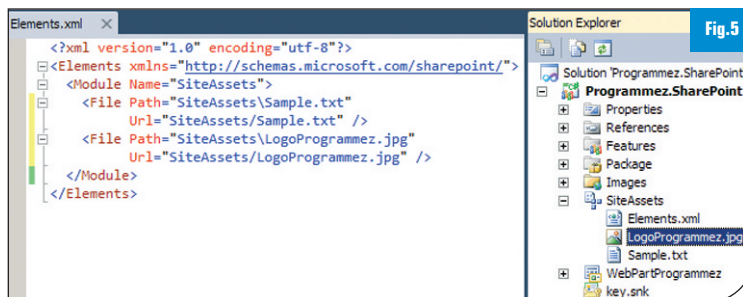 Elements.xml
<?xml version="1.0" encoding="utf-8"?>
<Elements xmlns="http://schemas.microsoft.com/sharepoint/">
<Module Name="SiteAssets">
<File Path="SiteAssets\Sample.txt"
Url="SiteAssets/Sample.txt" />
<File Path="SiteAssets\LogoProgrammez.jpg"
Url="SiteAssets/LogoProgrammez.jpg" />
</Module>
</Elements>
Solution Explorer
Fig.5
Solution 'Programmez.SharePoint
Programmez.SharePoint
Properties
References
Features
Package
Images
SiteAssets
Elements.xml
LogoProgrammez.jpg
Sample.txt
WebPartProgrammez
key.snk